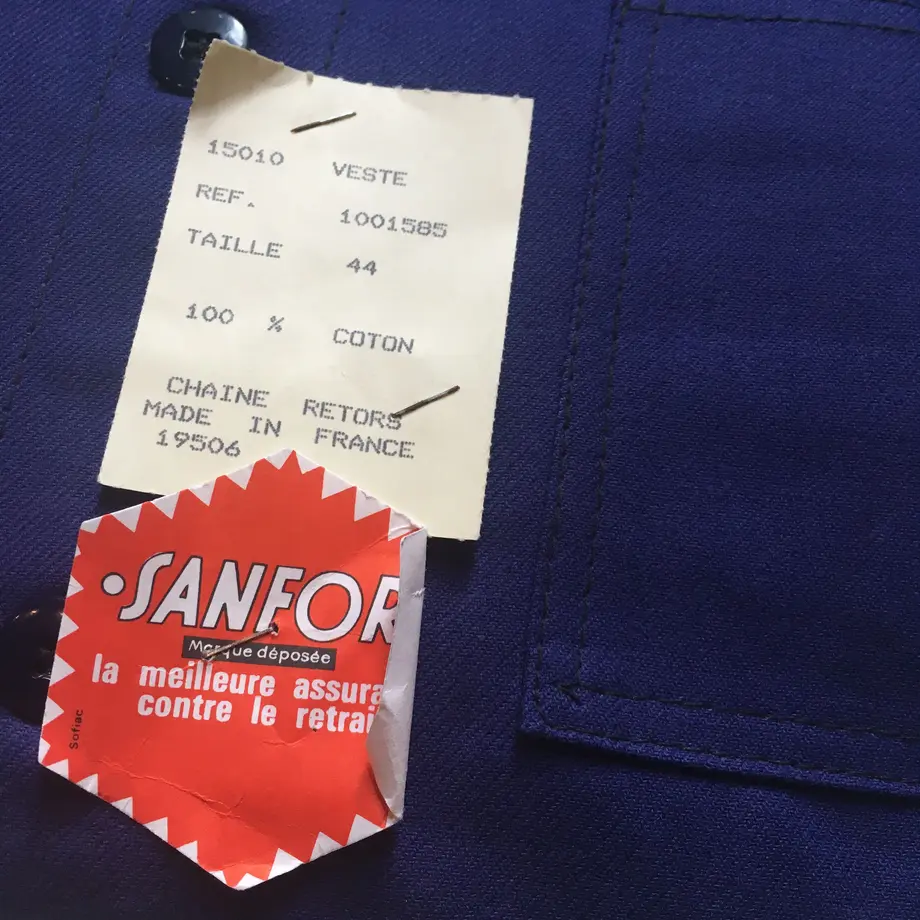 15010 VESTE
REF. 1001585
TAILLE 44
100 % COTON
CHAINE RETORS
MADE IN FRANCE
19506
SANFOR
Marque déposée
la meilleure assura
contre le retrai
Sofiac